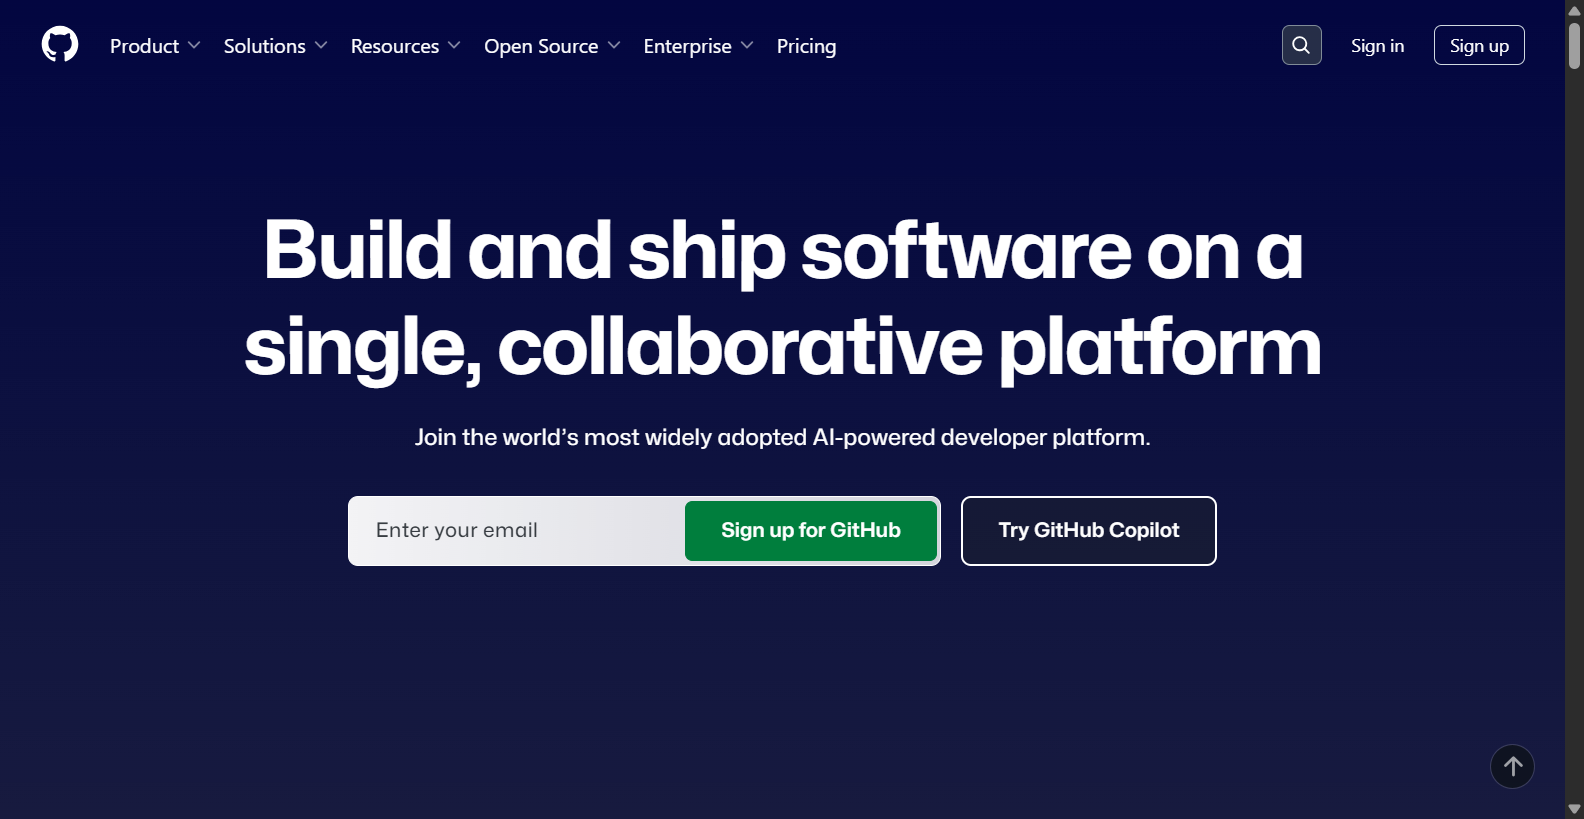 Product Solutions Resources Open Source Enterprise Pricing Sign in Sign up
Build and ship software on a
single, collaborative platform
Join the world’s most widely adopted AI-powered developer platform.
Enter your email Sign up for GitHub Try GitHub Copilot